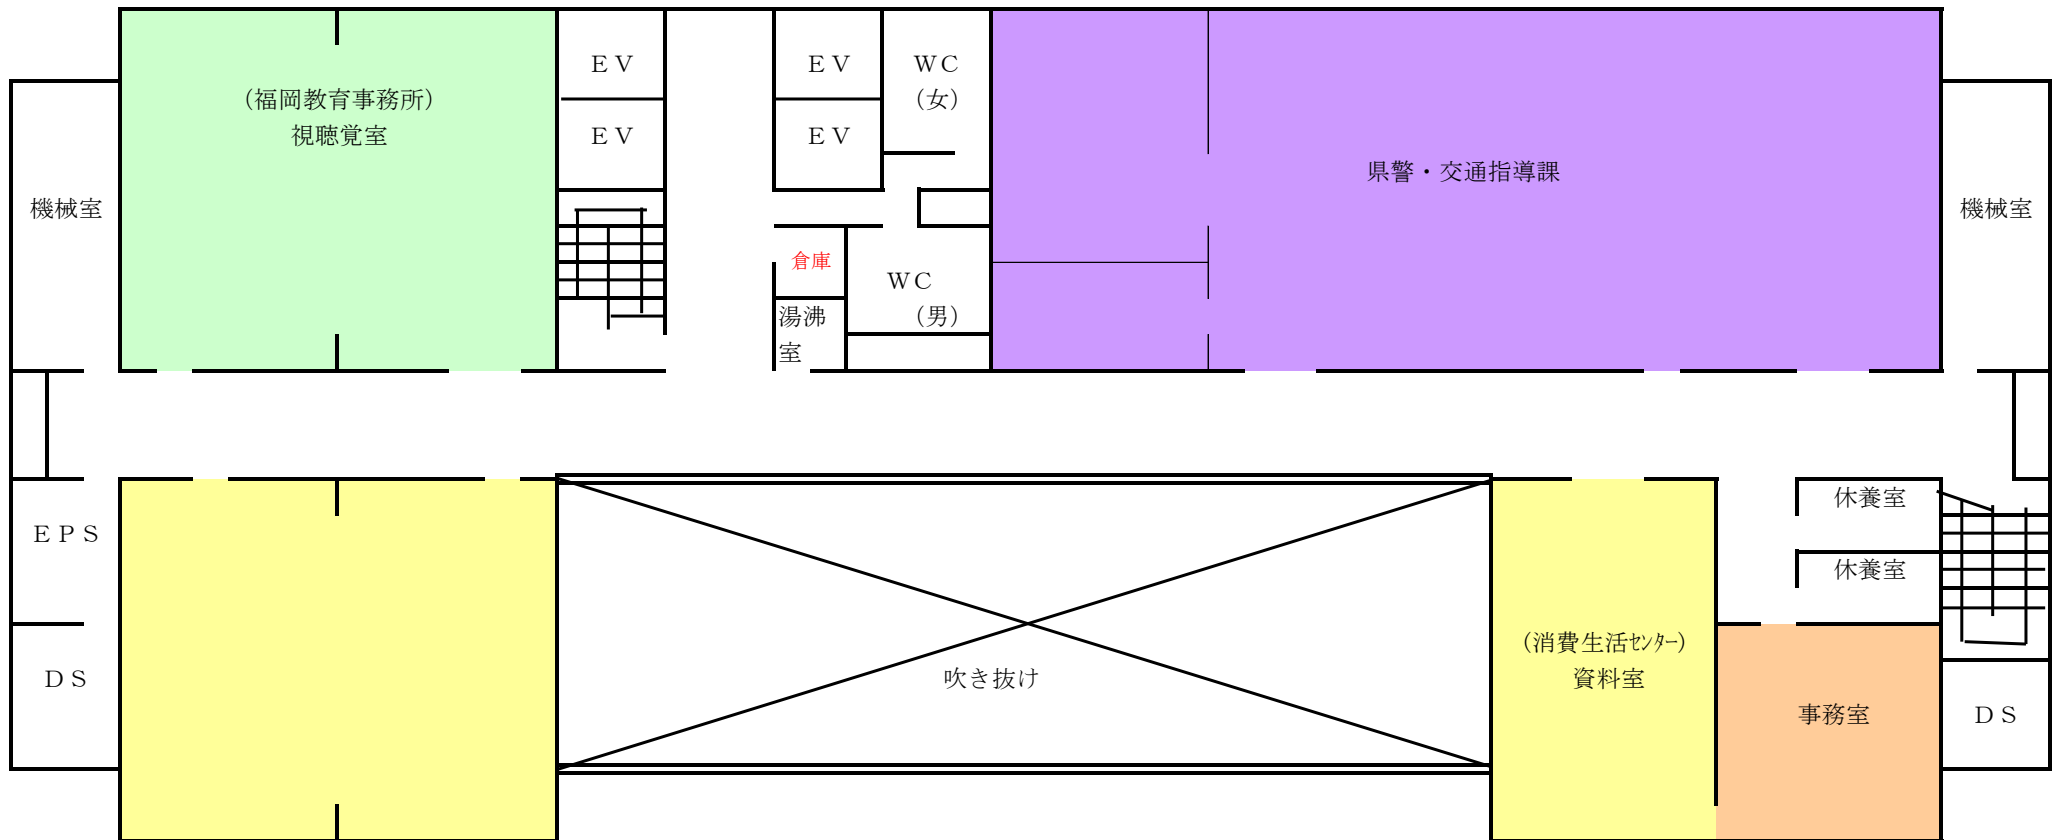 ＥＶ
ＥＶ
ＷＣ
（女）
（福岡教育事務所）
視聴覚室
ＥＶ
ＥＶ
県警・交通指導課
機械室
機械室
倉庫
ＷＣ
（男）
湯沸
室
休養室
ＥＰＳ
休養室
（消費生活ｾﾝﾀｰ）
資料室
ＤＳ
吹き抜け
事務室
ＤＳ